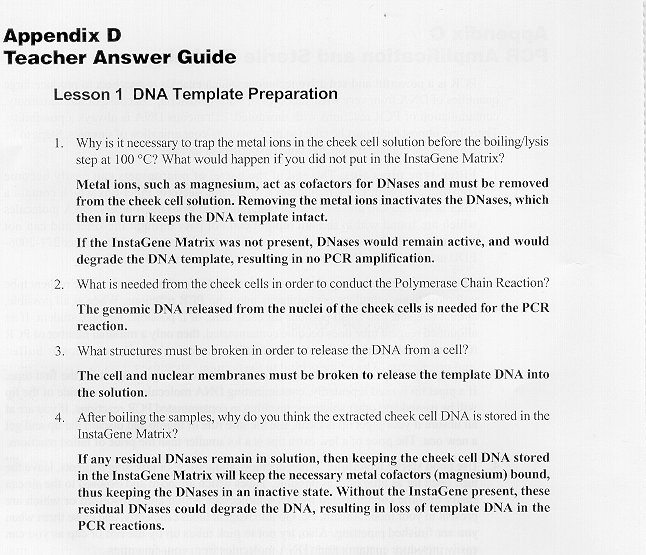 Appendix D
Teacher Answer Guide
Lesson 1 DNA Template Preparation
1. Why is it necessary to trap the metal ions in the cheek cell solution before the boiling/lysis
step at 100 °C? What would happen if you did not put in the InstaGene Matrix?
Metal ions, such as magnesium, act as cofactors for DNases and must be removed
from the cheek cell solution. Removing the metal ions inactivates the DNases, which
then in turn keeps the DNA template intact.
If the InstaGene Matrix was not present, DNases would remain active, and would
degrade the DNA template, resulting in no PCR amplification.
2. What is needed from the cheek cells in order to conduct the Polymerase Chain Reaction?
The genomic DNA released from the nuclei of the cheek cells is needed for the PCR
reaction.
3. What structures must be broken in order to release the DNA from a cell?
The cell and nuclear membranes must be broken to release the template DNA into
the solution.
4. After boiling the samples, why do you think the extracted cheek cell DNA is stored in the
InstaGene Matrix?
If any residual DNases remain in solution, then keeping the cheek cell DNA stored
in the InstaGene Matrix will keep the necessary metal cofactors (magnesium) bound,
thus keeping the DNases in an inactive state. Without the InstaGene present, these
residual DNases could degrade the DNA, resulting in loss of template DNA in the
PCR reactions.